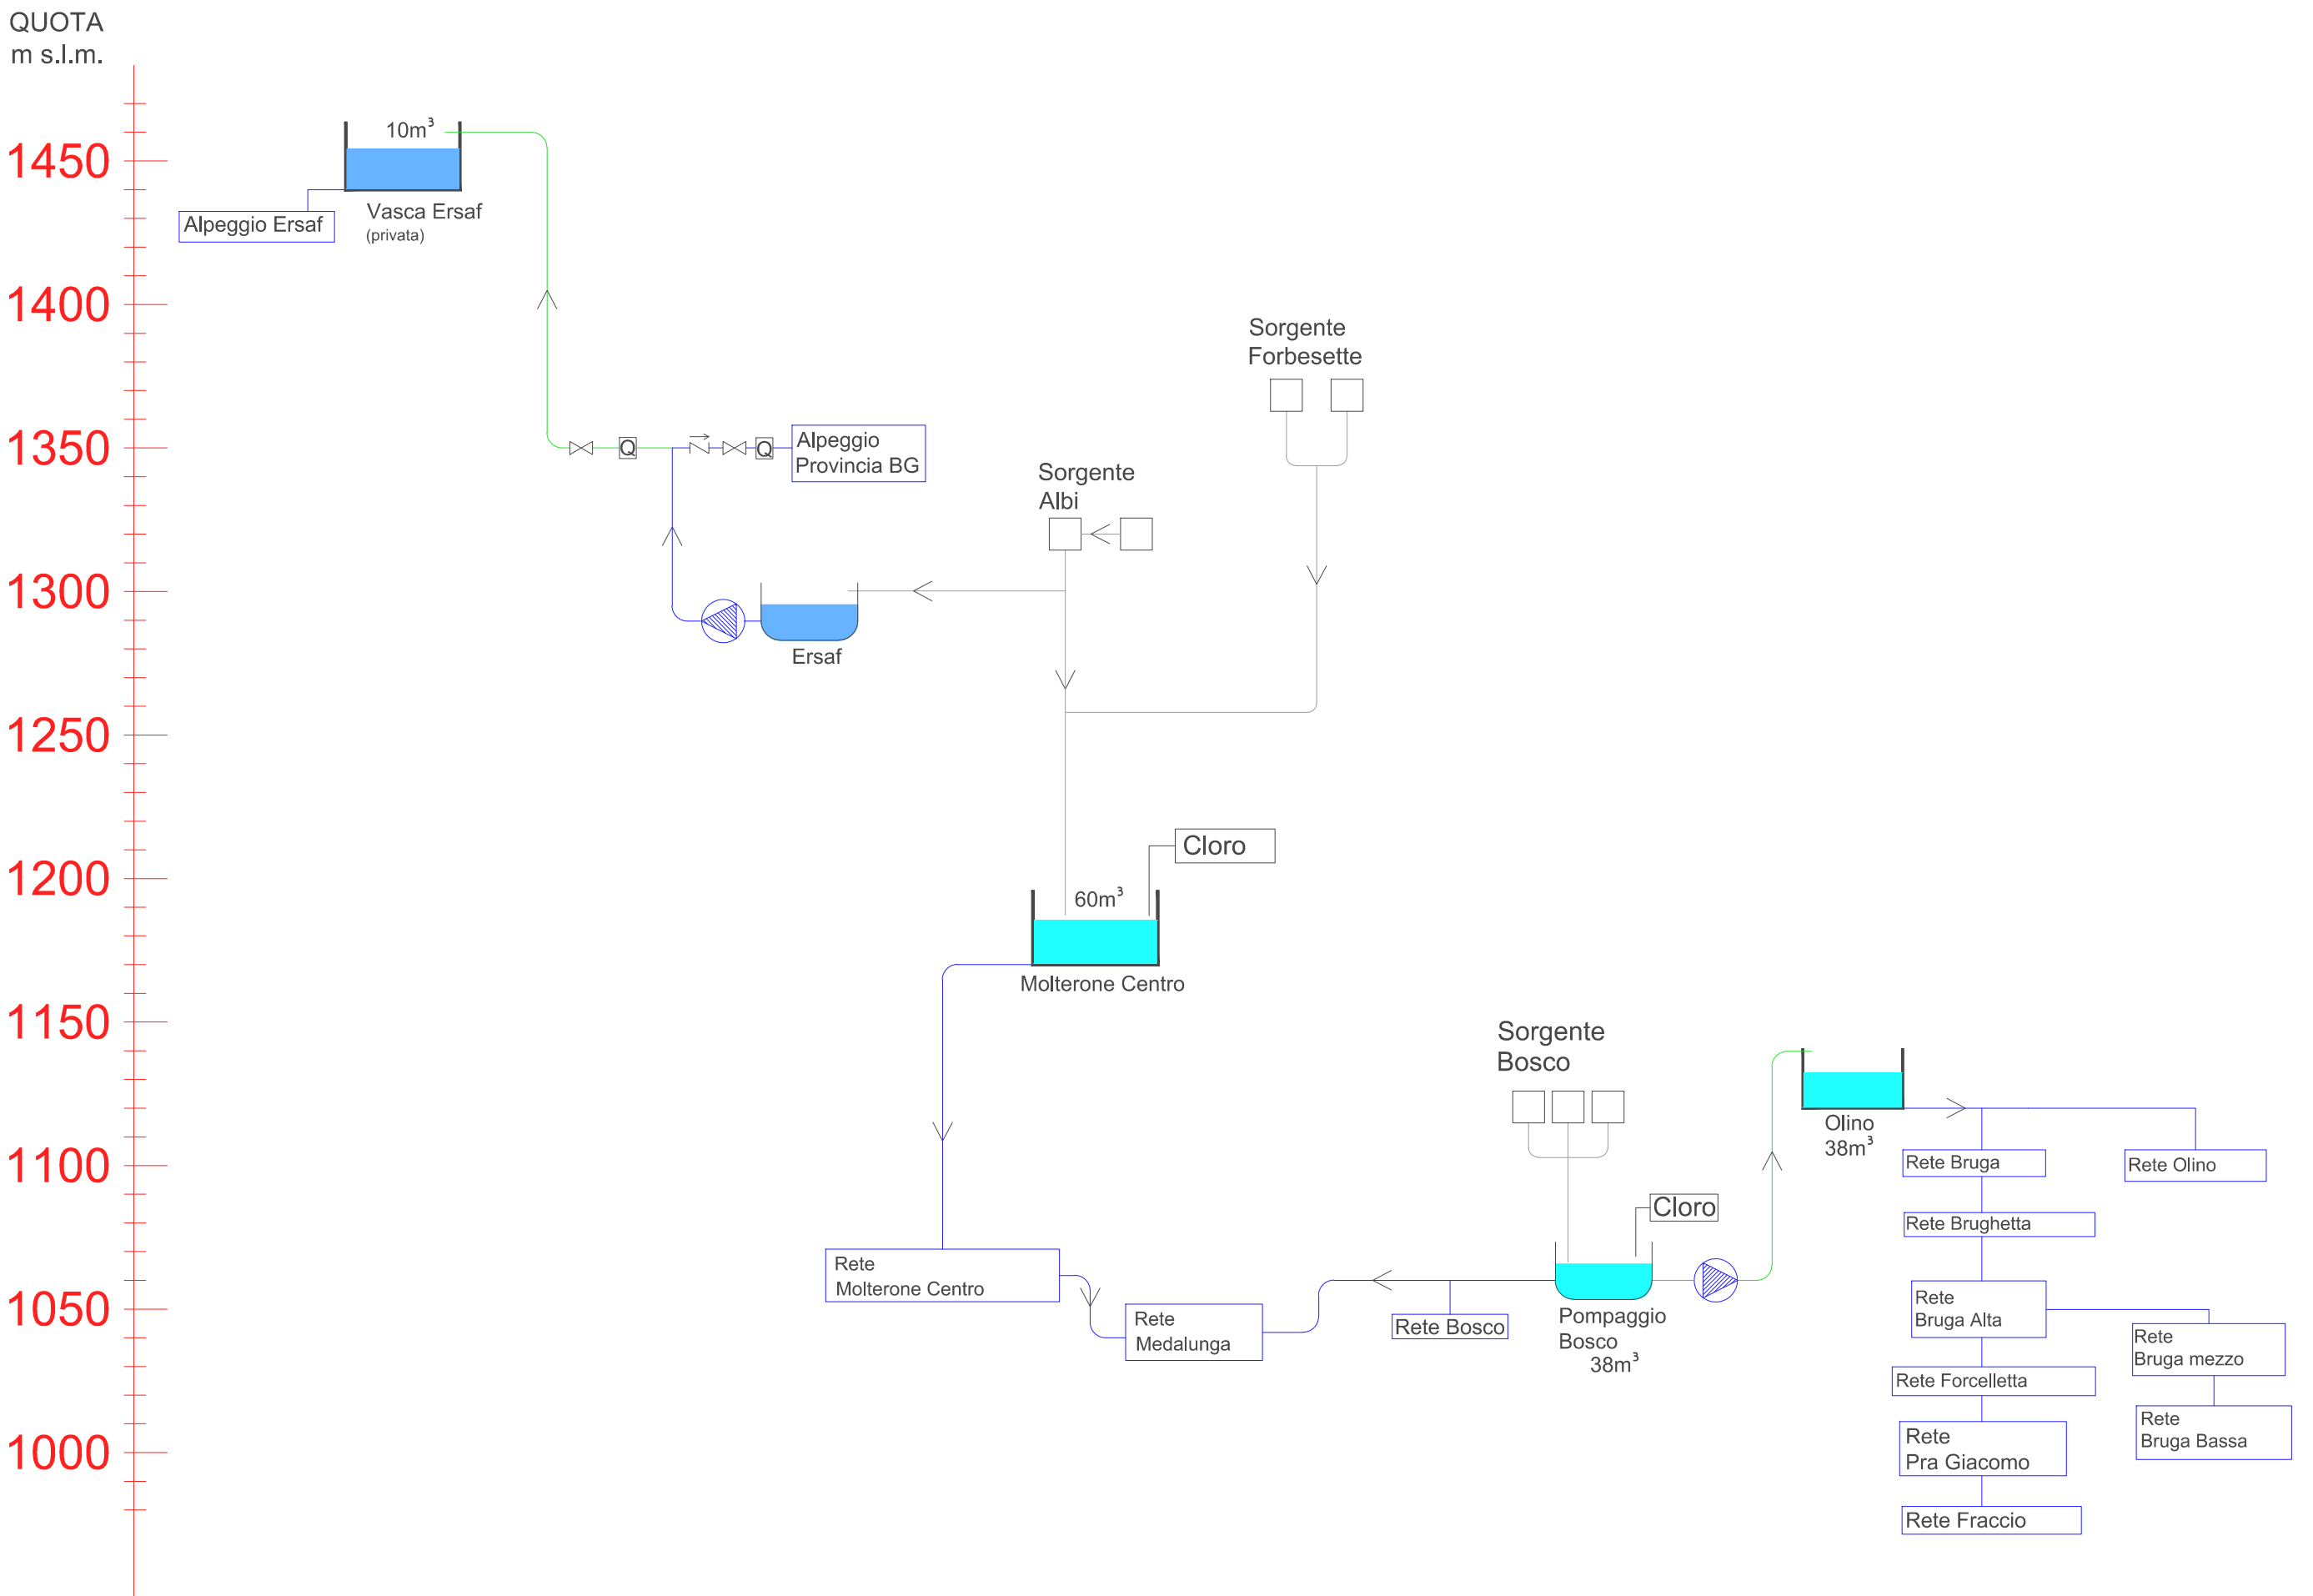 QUOTA
m s.l.m.
10m³
1450
Vasca Ersaf
(privata)
Alpeggio Ersaf
1400
Sorgente
Forbesette
1350
Q
Q
Alpeggio
Provincia BG
Sorgente
Albi
1300
Ersaf
1250
Cloro
1200
60m³
Molterone Centro
1150
Sorgente
Bosco
Olino
38m³
1100
Rete Bruga
Rete Olino
Cloro
Rete Brughetta
Rete
Molterone Centro
1050
Rete
Medalunga
Rete Bosco
Pompaggio
Bosco
38m³
Rete
Bruga Alta
Rete
Bruga mezzo
Rete Forcelletta
Rete
Bruga Bassa
1000
Rete
Pra Giacomo
Rete Fraccio